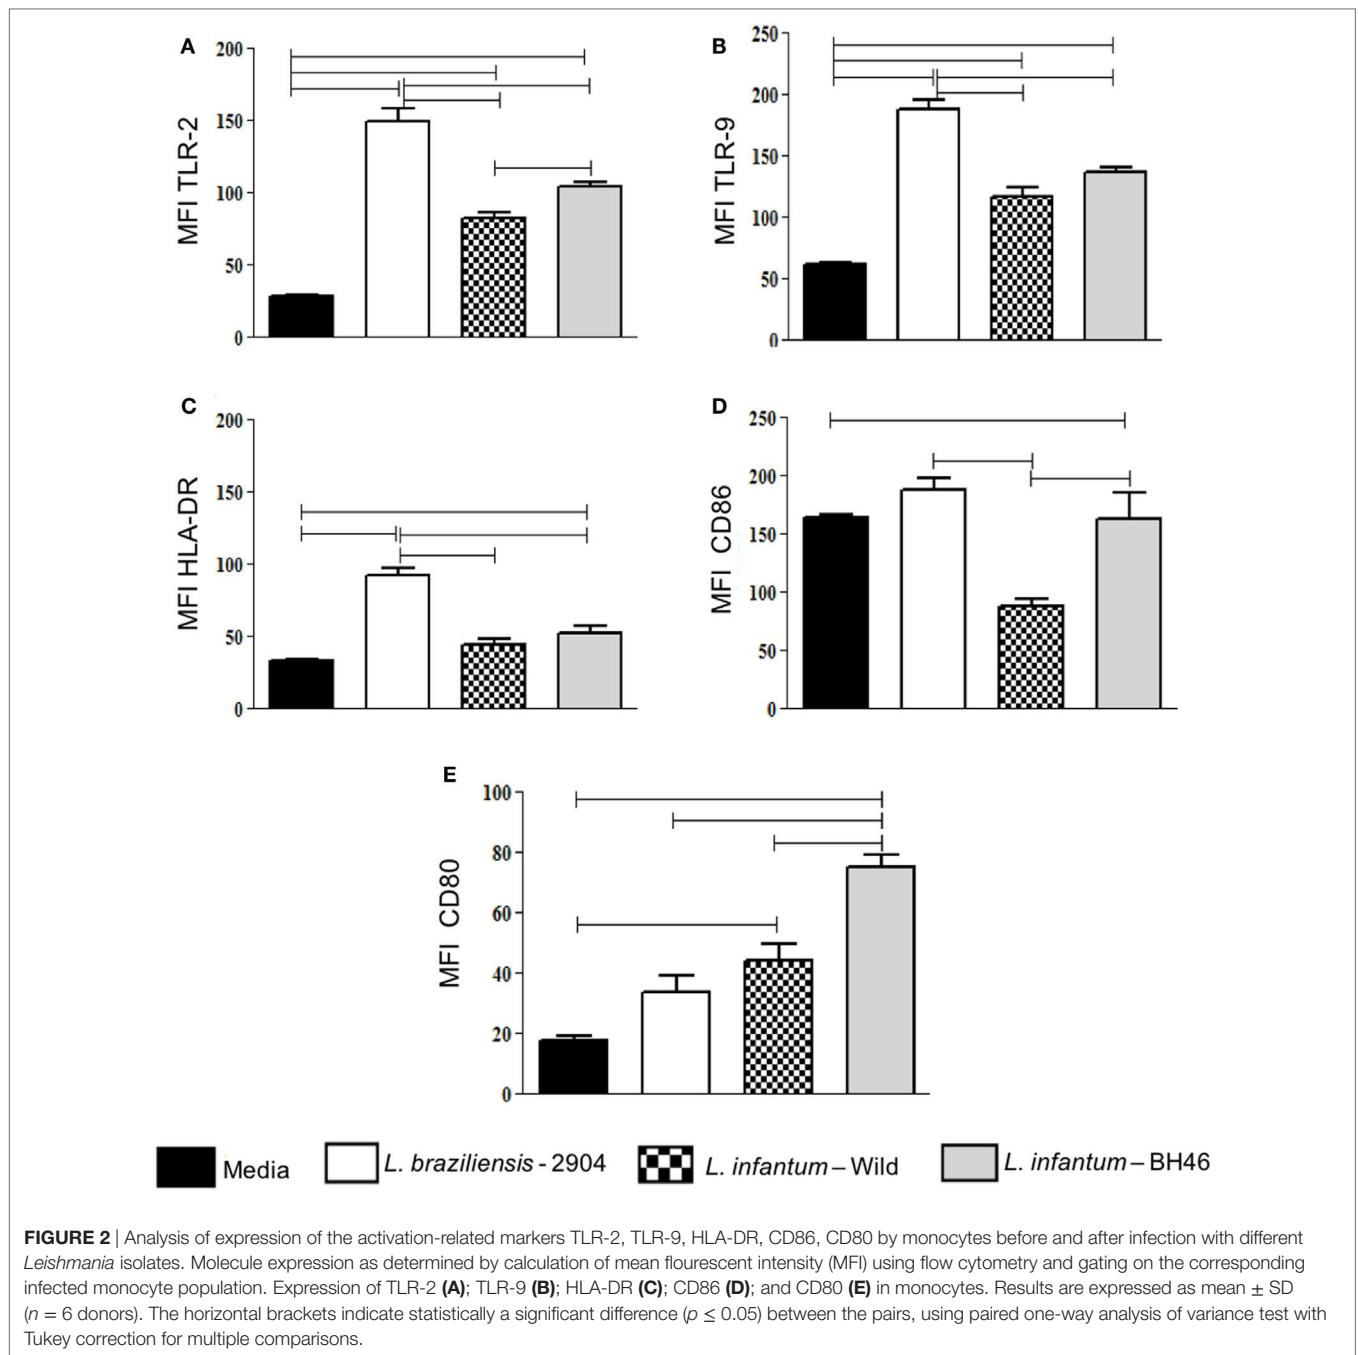 A
MFI TLR-2
200
150
100
50
0
B
MFI TLR-9
250
200
150
100
50
0
C
MFI HLA-DR
200
150
100
50
0
D
MFI CD86
250
200
150
100
50
0
E
MFI CD80
100
80
60
40
20
0
Media
L. braziliensis - 2904
L. infantum – Wild
L. infantum – BH46
FIGURE 2 | Analysis of expression of the activation-related markers TLR-2, TLR-9, HLA-DR, CD86, CD80 by monocytes before and after infection with different
Leishmania isolates. Molecule expression as determined by calculation of mean flourescent intensity (MFI) using flow cytometry and gating on the corresponding
infected monocyte population. Expression of TLR-2 (A); TLR-9 (B); HLA-DR (C); CD86 (D); and CD80 (E) in monocytes. Results are expressed as mean ± SD
(n = 6 donors). The horizontal brackets indicate statistically a significant difference (p ≤ 0.05) between the pairs, using paired one-way analysis of variance test with
Tukey correction for multiple comparisons.